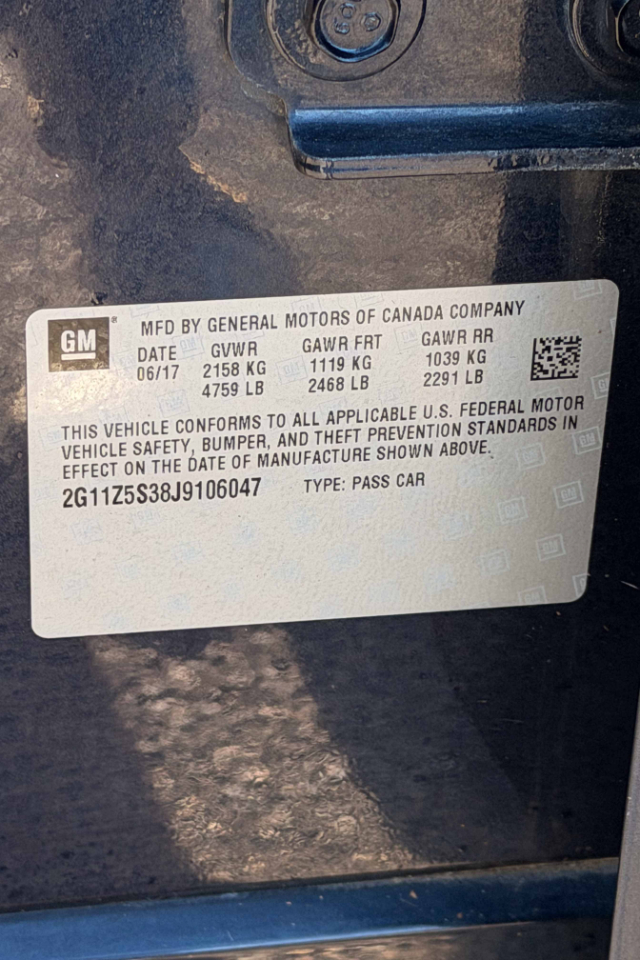 GM
MFD BY GENERAL MOTORS OF CANADA COMPANY
DATE GVWR GAWR FRT GAWR RR
06/17 2158 KG 1119 KG 1039 KG
4759 LB 2468 LB 2291 LB
THIS VEHICLE CONFORMS TO ALL APPLICABLE U.S. FEDERAL MOTOR
VEHICLE SAFETY, BUMPER, AND THEFT PREVENTION STANDARDS IN
EFFECT ON THE DATE OF MANUFACTURE SHOWN ABOVE.
2G11Z5S38J9106047 TYPE: PASS CAR